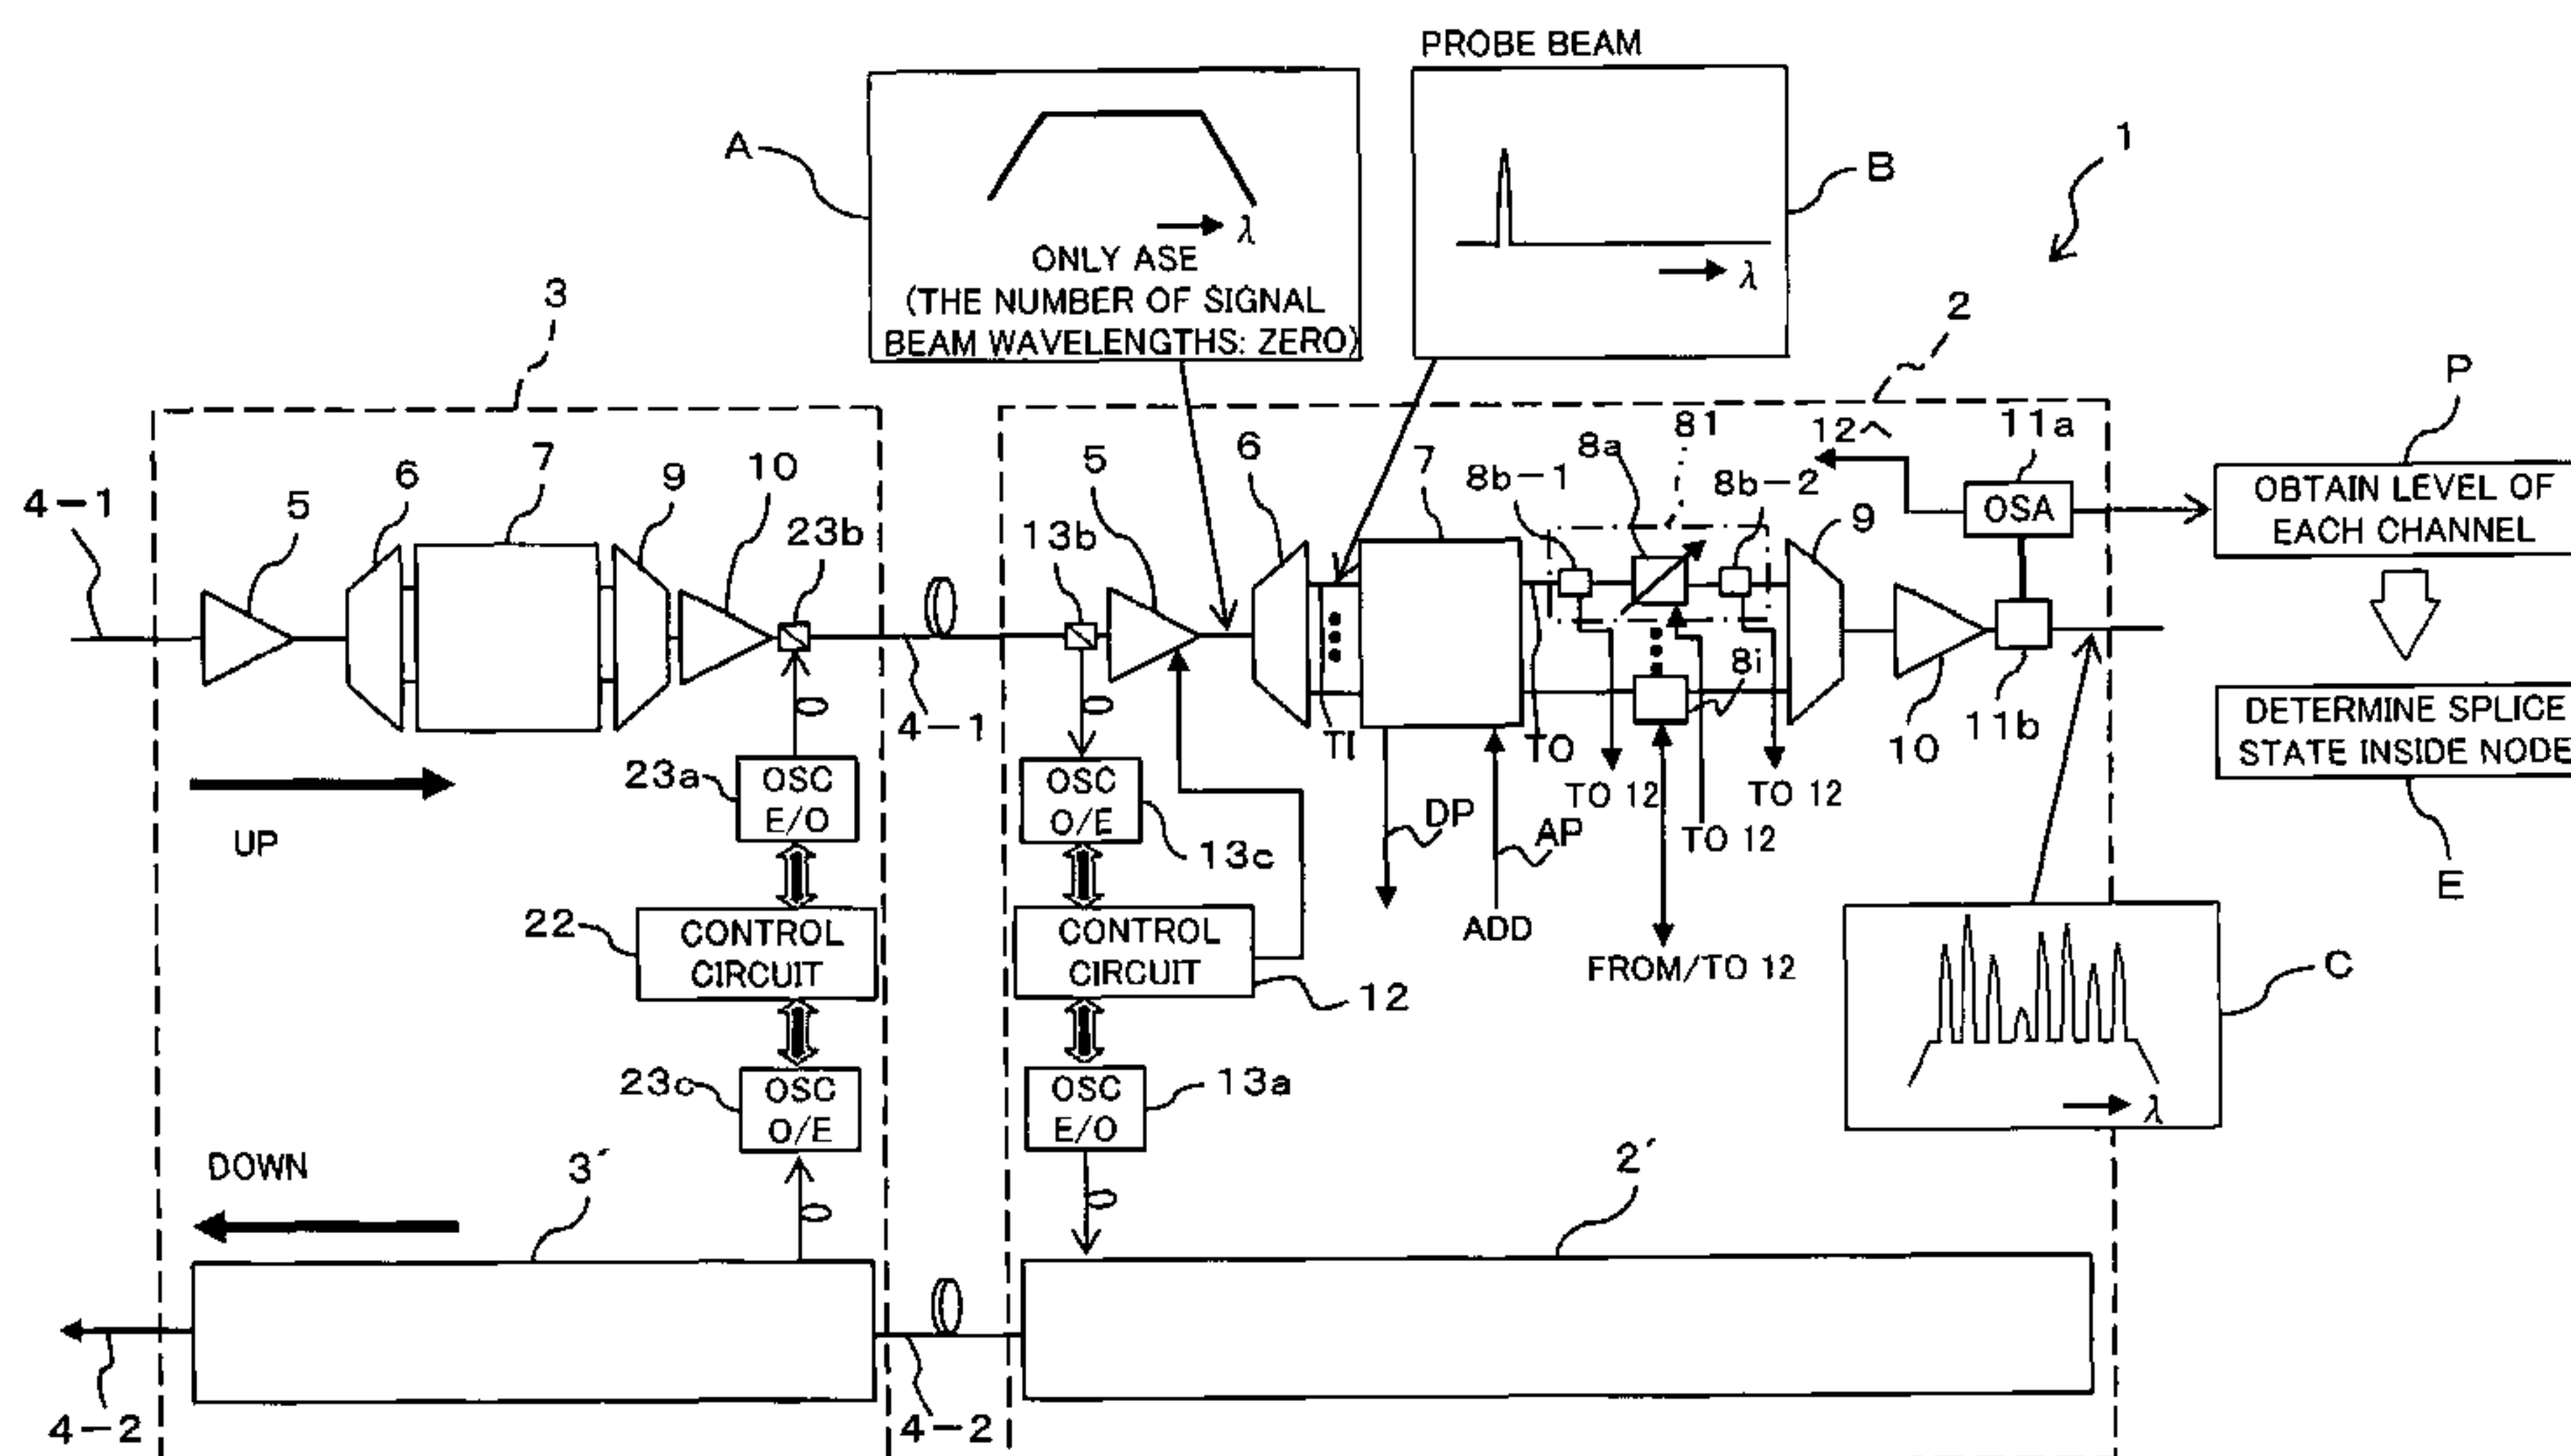 PROBE BEAM
A
λ
ONLY ASE
(THE NUMBER OF SIGNAL
BEAM WAVELENGTHS: ZERO)
λ
B
1
3
2
P
4-1
5
6
7
9
10
23b
13b
5
6
7
8b-1
8a
81
8b-2
9
12へ
11a
OSA
OBTAIN LEVEL OF
EACH CHANNEL
4-1
TI
TO
8i
8i
10
11b
DETERMINE SPLICE
STATE INSIDE NODE
UP
23a
OSC
E/O
OSC
O/E
13c
DP
AP
TO 12
TO 12
TO 12
E
22
CONTROL
CIRCUIT
CONTROL
CIRCUIT
12
ADD
FROM/TO 12
C
λ
23c
OSC
O/E
OSC
E/O
13a
DOWN
3´
2´
4-2
4-2